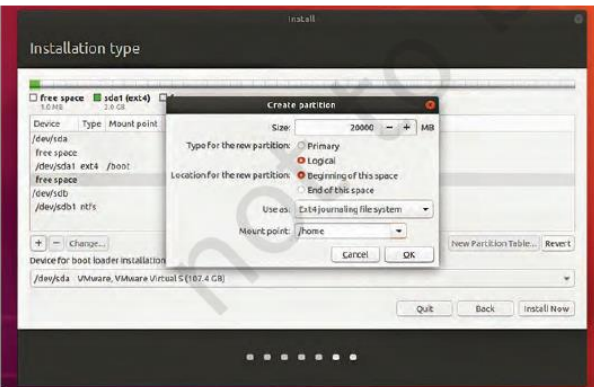 Install
Installation type
free space sda1 (ext4)
1.0 MB 2.0 GB
Device Type Mount point
/dev/sda
free space
/dev/sda1 ext4 /boot
free space
/dev/sdb
/dev/sdb1 ntfs
Create partition
Size: 20000 - + MB
Type for the new partition: Primary
Logical
Location for the new partition: Beginning of this space
End of this space
Use as: Ext4 journaling file system
Mount point: /home
Cancel OK
+ - Change... New Partition Table... Revert
Device for boot loader installation
/dev/sda VMware, VMware Virtual S (107.4 GB)
Quit Back Install Now
not to b